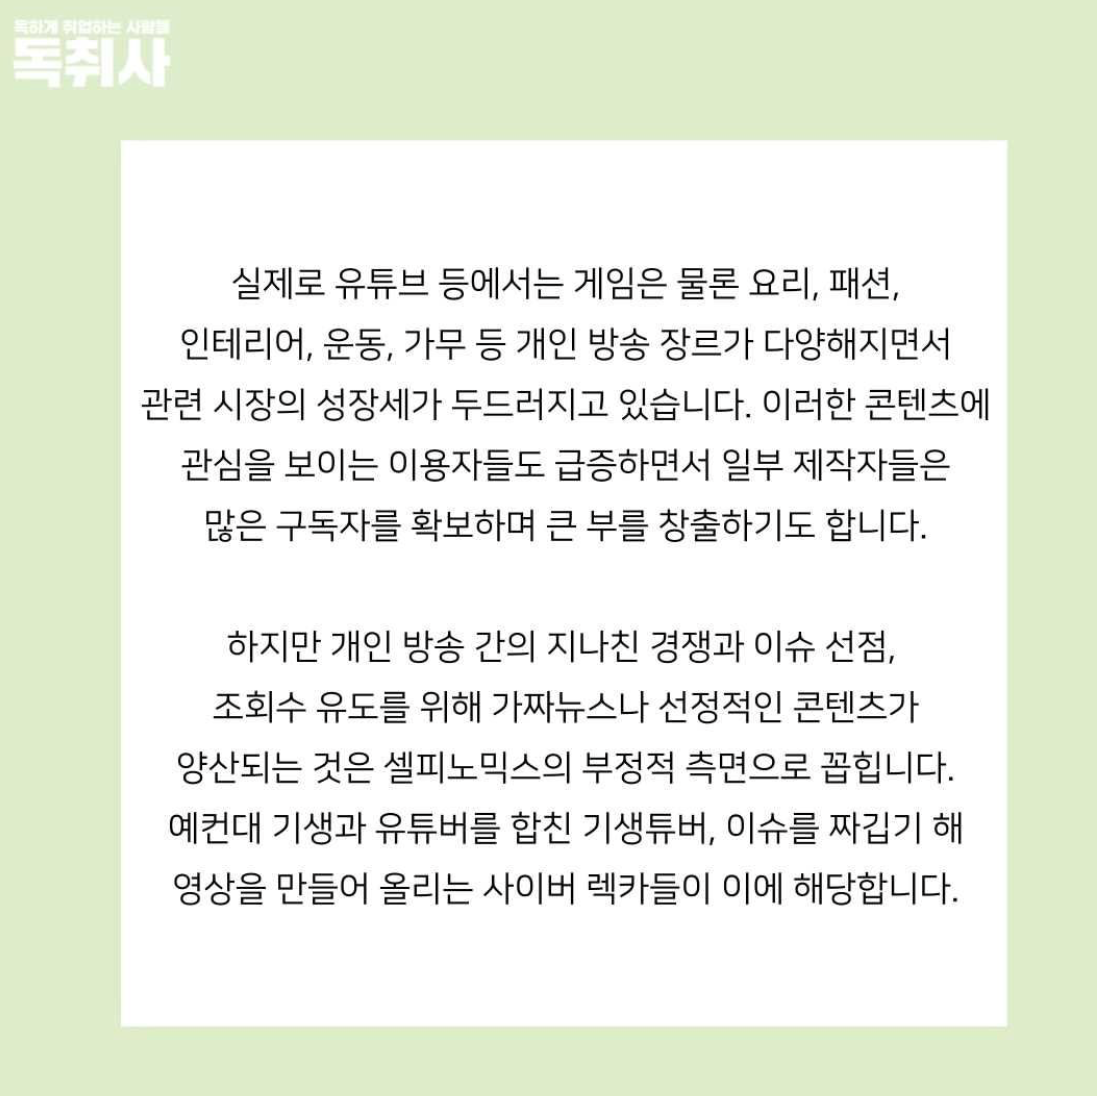 독하게 취업하는 사람들
독취사
실제로 유튜브 등에서는 게임은 물론 요리, 패션,
인테리어, 운동, 가무 등 개인 방송 장르가 다양해지면서
관련 시장의 성장세가 두드러지고 있습니다. 이러한 콘텐츠에
관심을 보이는 이용자들도 급증하면서 일부 제작자들은
많은 구독자를 확보하며 큰 부를 창출하기도 합니다.
하지만 개인 방송 간의 지나친 경쟁과 이슈 선점,
조회수 유도를 위해 가짜뉴스나 선정적인 콘텐츠가
양산되는 것은 셀피노믹스의 부정적 측면으로 꼽힙니다.
예컨대 기생과 유튜버를 합친 기생튜버, 이슈를 짜깁기 해
영상을 만들어 올리는 사이버 렉카들이 이에 해당합니다.